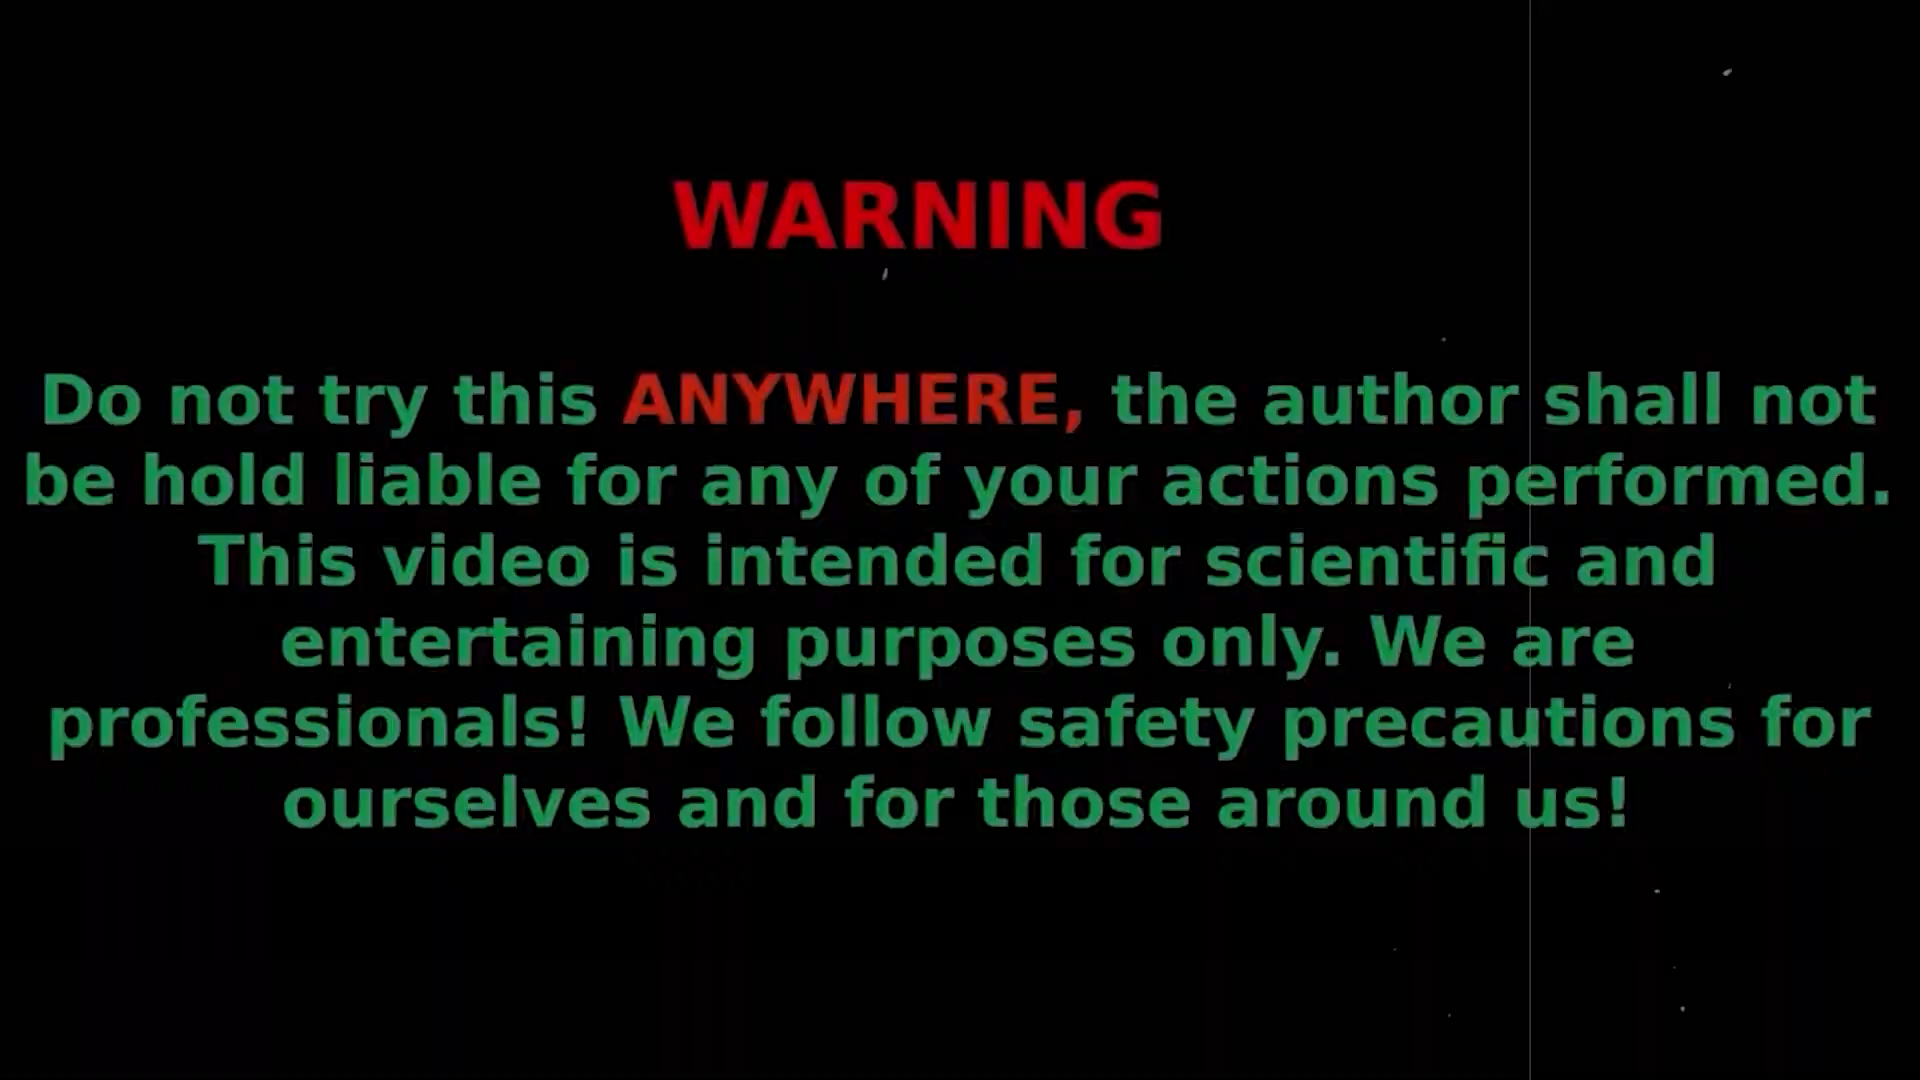 WARNING
Do not try this ANYWHERE, the author shall not
be hold liable for any of your actions performed.
This video is intended for scientific and
entertaining purposes only. We are
professionals! We follow safety precautions for
ourselves and for those around us!